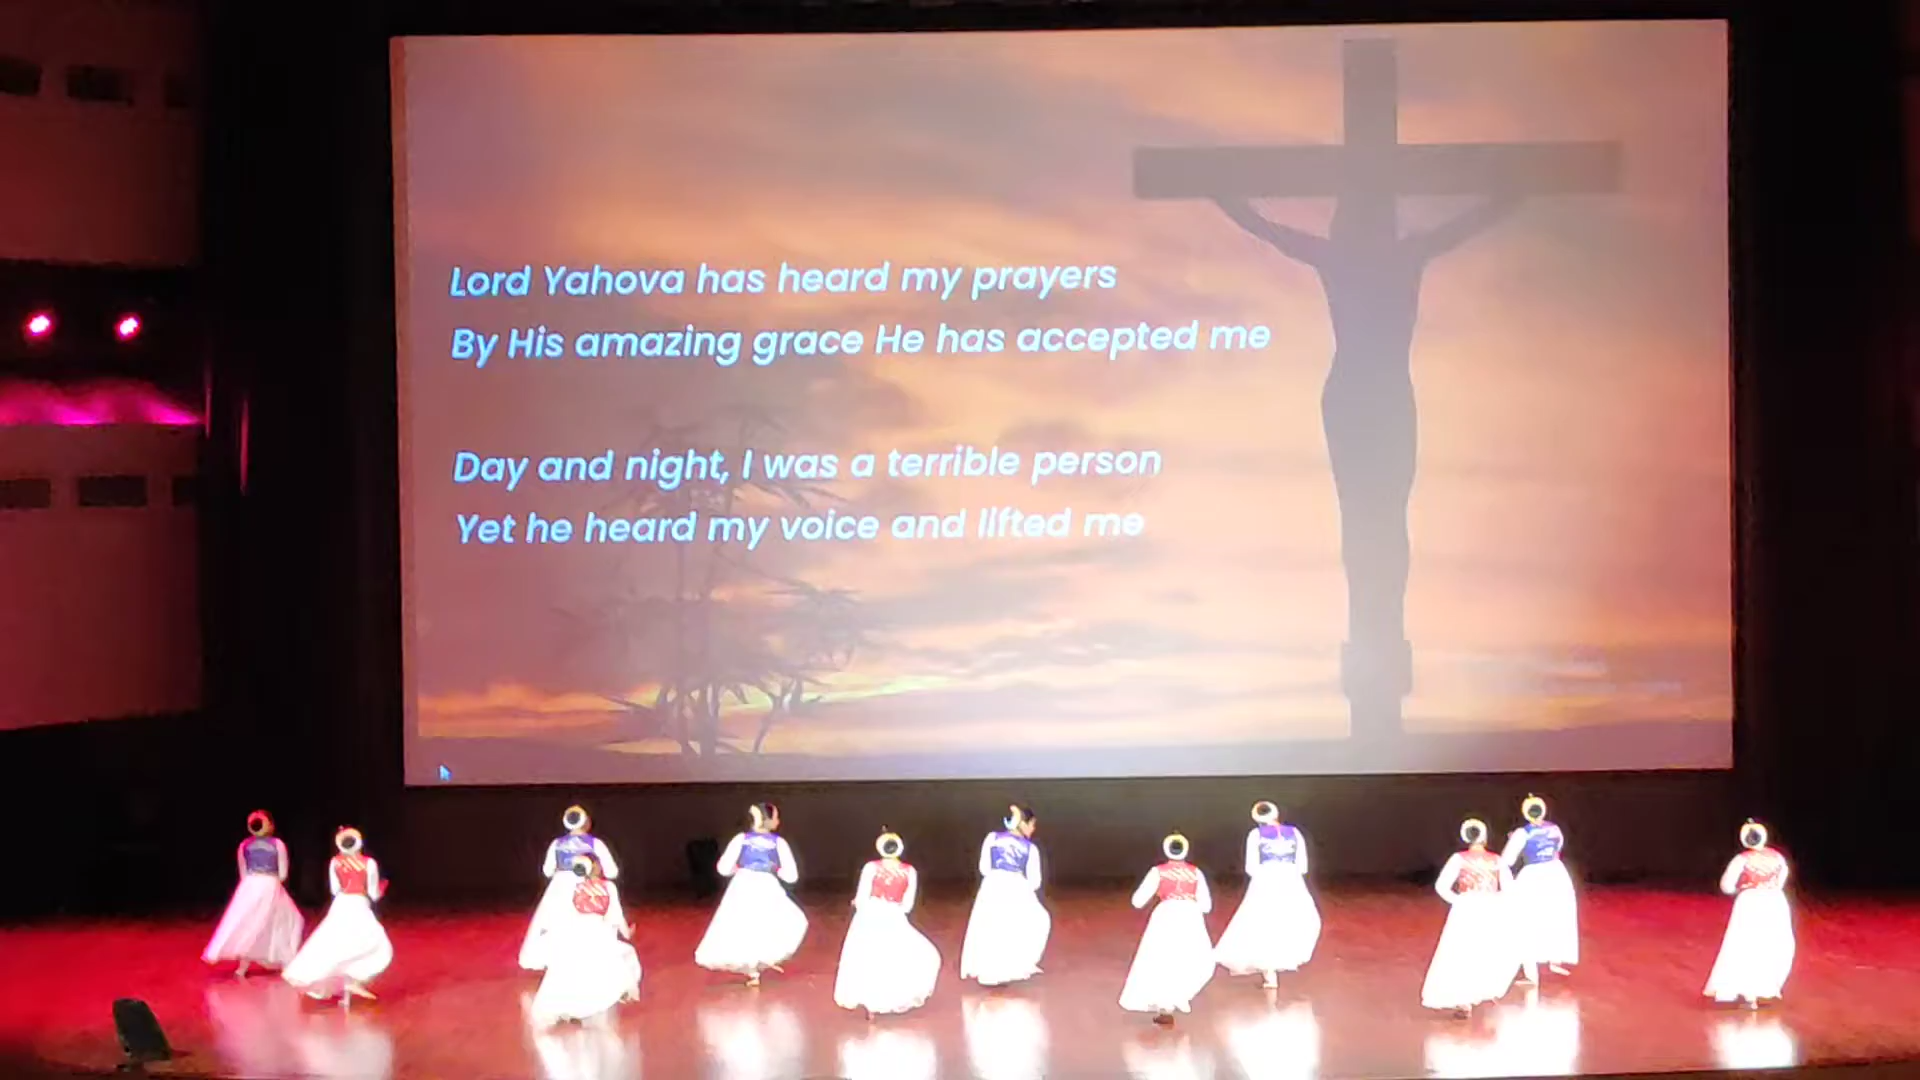 Lord Yahova has heard my prayers
By His amazing grace He has accepted me
Day and night, I was a terrible person
Yet he heard my voice and lifted me